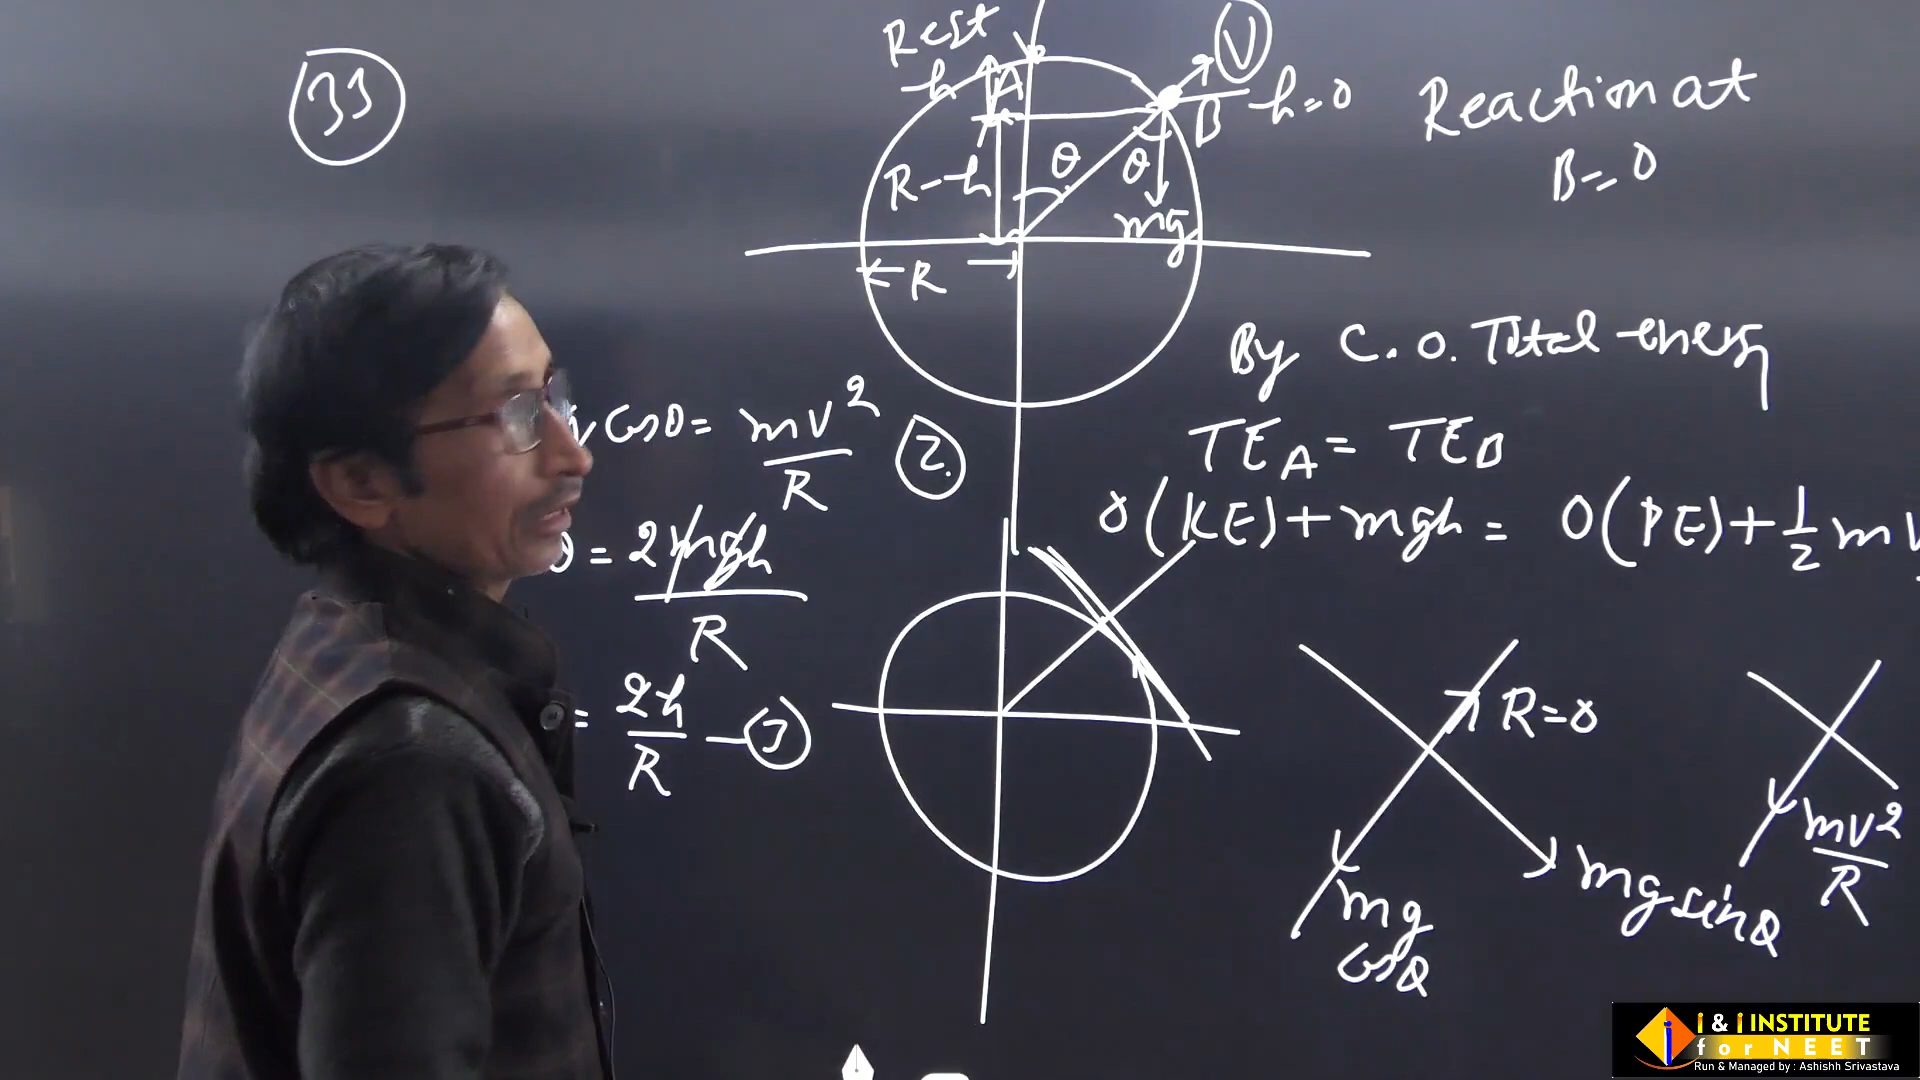 33
Rest
h
A
V
B
h=0
R-h
θ
θ
mg
R
Reaction at
B=0
By C.O. Total energy
TE_A = TE_B
0(KE)+mgh = 0(PE)+1/2 m
cosθ = mv²/R (2)
= 2mgh/R
= 2h/R - (3)
R=0
mg
cosθ
mg sinθ
mv²/R
i & i INSTITUTE
for NEET
Run & Managed by : Ashishh Srivastava